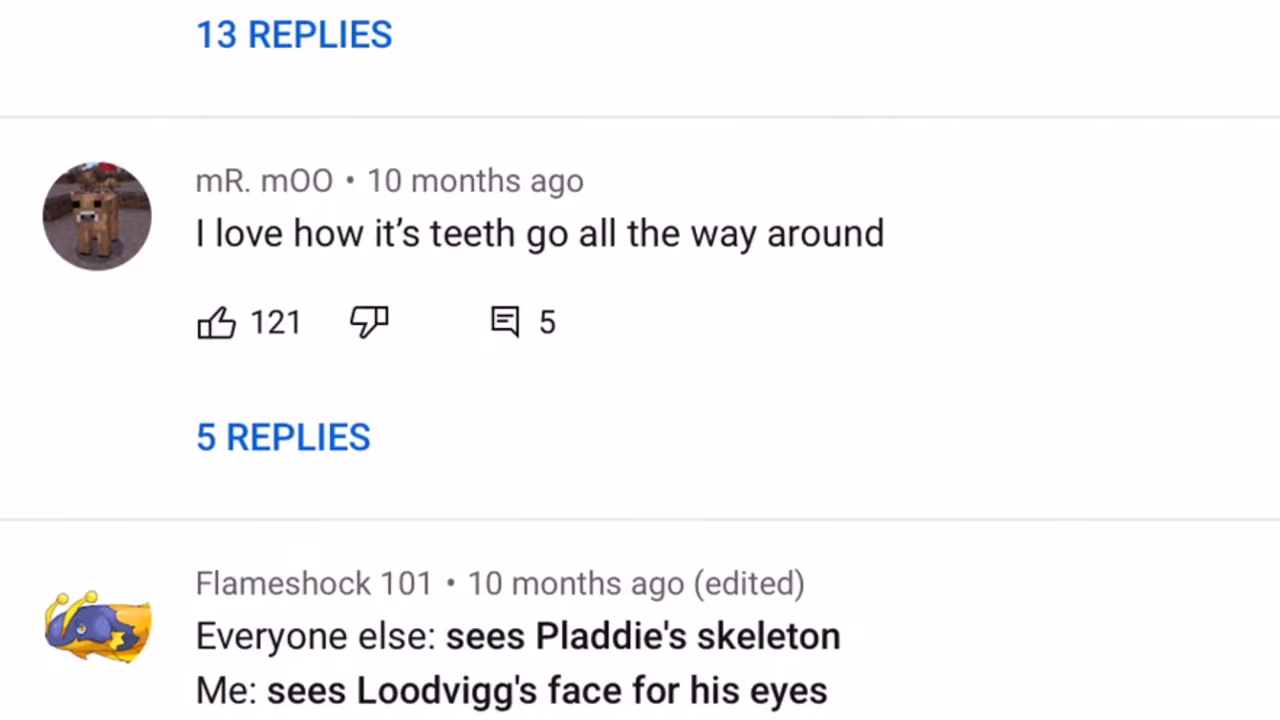 13 REPLIES
mR. mOO • 10 months ago
I love how it’s teeth go all the way around
121
5
5 REPLIES
Flameshock 101 • 10 months ago (edited)
Everyone else: sees Pladdie's skeleton
Me: sees Loodvigg's face for his eyes